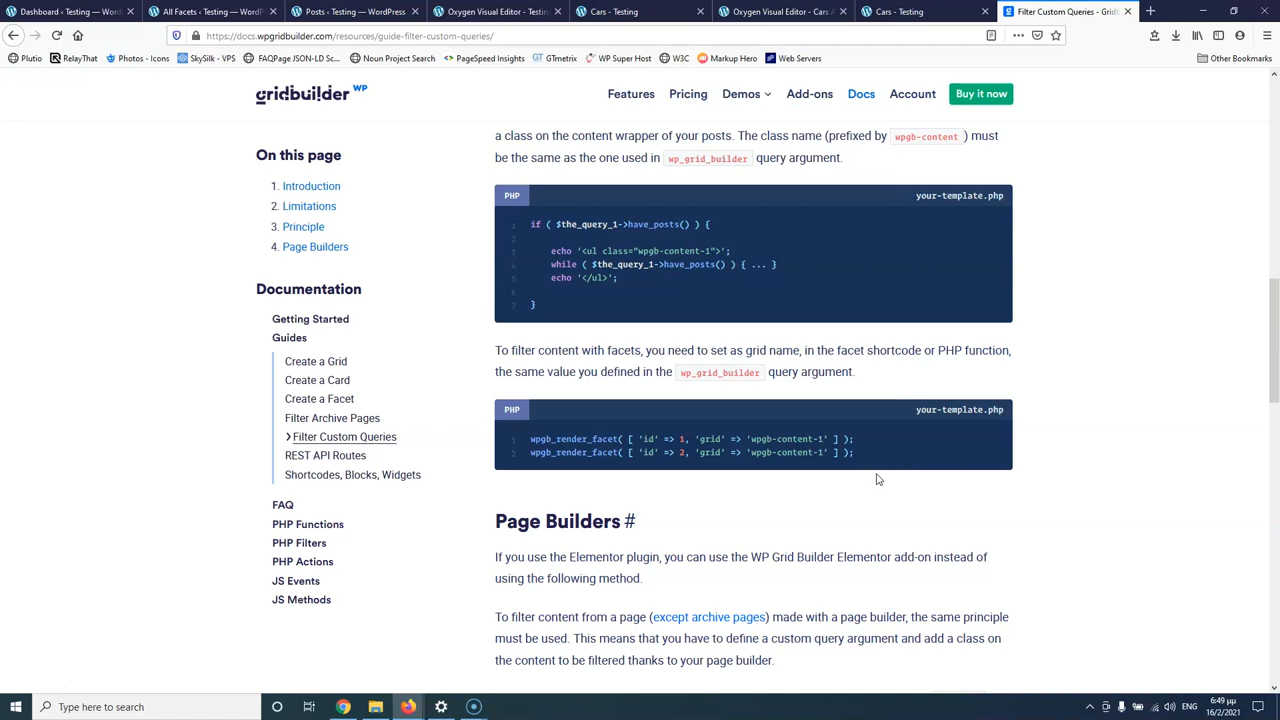 Dashboard ‹ Testing — Wor
All Facets ‹ Testing — WordP
Posts ‹ Testing — WordPress
Oxygen Visual Editor - Testin
Cars - Testing
Oxygen Visual Editor - Cars A
Cars - Testing
Filter Custom Queries - Grid
https://docs.wpgridbuilder.com/resources/guide-filter-custom-queries/
Plutio
RelayThat
Photos - Icons
SkySilk - VPS
FAQPage JSON-LD Sc...
Noun Project Search
PageSpeed Insights
GTmetrix
WP Super Host
W3C
Markup Hero
Web Servers
Other Bookmarks
gridbuilder WP
Features
Pricing
Demos
Add-ons
Docs
Account
Buy it now
On this page
1. Introduction
2. Limitations
3. Principle
4. Page Builders
Documentation
Getting Started
Guides
Create a Grid
Create a Card
Create a Facet
Filter Archive Pages
Filter Custom Queries
REST API Routes
Shortcodes, Blocks, Widgets
FAQ
PHP Functions
PHP Filters
PHP Actions
JS Events
JS Methods
a class on the content wrapper of your posts. The class name (prefixed by wpgb-content ) must
be the same as the one used in wp_grid_builder query argument.
PHP
your-template.php
1 if ( $the_query_1->have_posts() ) {
2
3 echo '<ul class="wpgb-content-1">';
4 while ( $the_query_1->have_posts() ) { ... }
5 echo '</ul>';
6
7 }
To filter content with facets, you need to set as grid name, in the facet shortcode or PHP function,
the same value you defined in the wp_grid_builder query argument.
PHP
your-template.php
1 wpgb_render_facet( [ 'id' => 1, 'grid' => 'wpgb-content-1' ] );
2 wpgb_render_facet( [ 'id' => 2, 'grid' => 'wpgb-content-1' ] );
Page Builders #
If you use the Elementor plugin, you can use the WP Grid Builder Elementor add-on instead of
using the following method.
To filter content from a page (except archive pages) made with a page builder, the same principle
must be used. This means that you have to define a custom query argument and add a class on
the content to be filtered thanks to your page builder.
Type here to search
ENG
6:49 μμ
16/2/2021